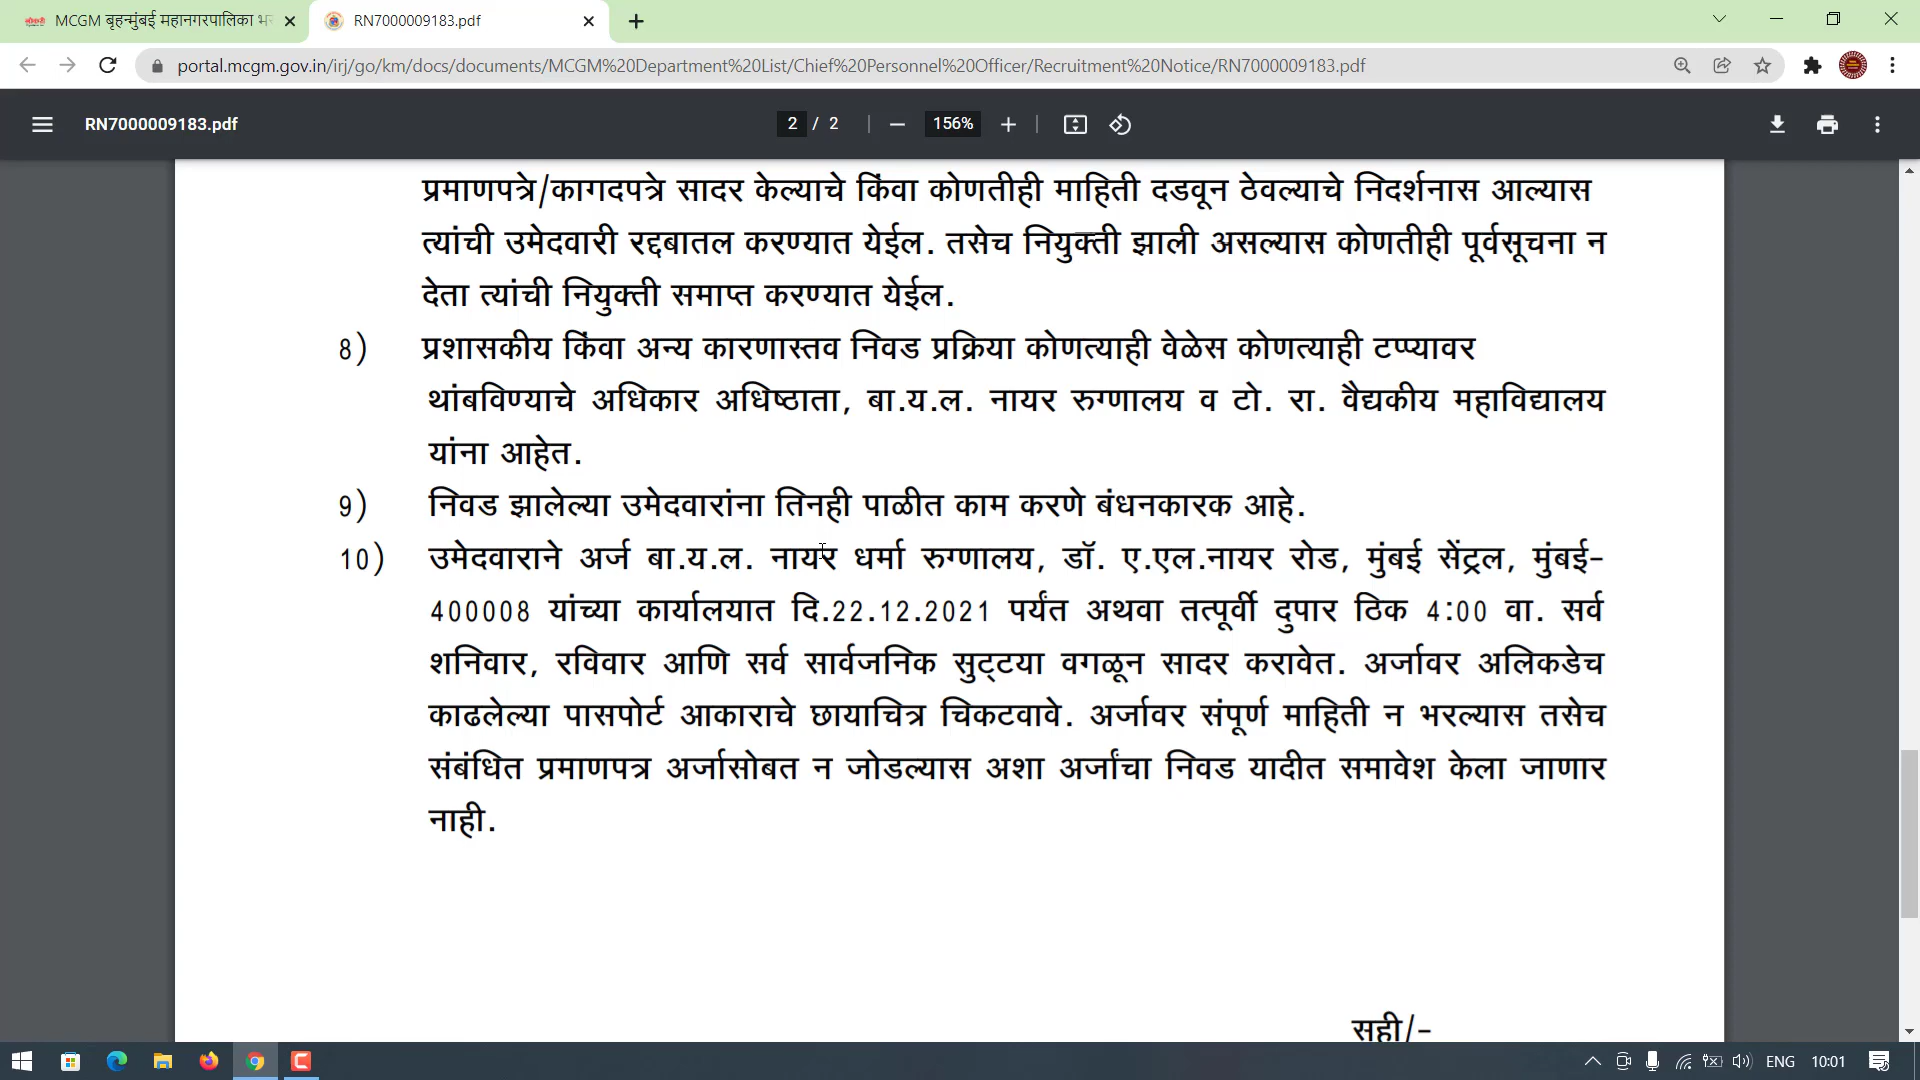 MCGM बृहन्मुंबई महानगरपालिका भ
RN7000009183.pdf
portal.mcgm.gov.in/irj/go/km/docs/documents/MCGM%20Department%20List/Chief%20Personnel%20Officer/Recruitment%20Notice/RN7000009183.pdf
RN7000009183.pdf
2 / 2
156%
प्रमाणपत्रे/कागदपत्रे सादर केल्याचे किंवा कोणतीही माहिती दडवून ठेवल्याचे निदर्शनास आल्यास
त्यांची उमेदवारी रद्दबातल करण्यात येईल. तसेच नियुक्ती झाली असल्यास कोणतीही पूर्वसूचना न
देता त्यांची नियुक्ती समाप्त करण्यात येईल.
8) प्रशासकीय किंवा अन्य कारणास्तव निवड प्रक्रिया कोणत्याही वेळेस कोणत्याही टप्प्यावर
थांबविण्याचे अधिकार अधिष्ठाता, बा.य.ल. नायर रुग्णालय व टो. रा. वैद्यकीय महाविद्यालय
यांना आहेत.
9) निवड झालेल्या उमेदवारांना तिनही पाळीत काम करणे बंधनकारक आहे.
10) उमेदवाराने अर्ज बा.य.ल. नायर धर्मा रुग्णालय, डॉ. ए.एल.नायर रोड, मुंबई सेंट्रल, मुंबई-
400008 यांच्या कार्यालयात दि.22.12.2021 पर्यंत अथवा तत्पूर्वी दुपार ठिक 4:00 वा. सर्व
शनिवार, रविवार आणि सर्व सार्वजनिक सुट्टया वगळून सादर करावेत. अर्जावर अलिकडेच
काढलेल्या पासपोर्ट आकाराचे छायाचित्र चिकटवावे. अर्जावर संपूर्ण माहिती न भरल्यास तसेच
संबंधित प्रमाणपत्र अर्जासोबत न जोडल्यास अशा अर्जांचा निवड यादीत समावेश केला जाणार
नाही.
सही/-
ENG 10:01